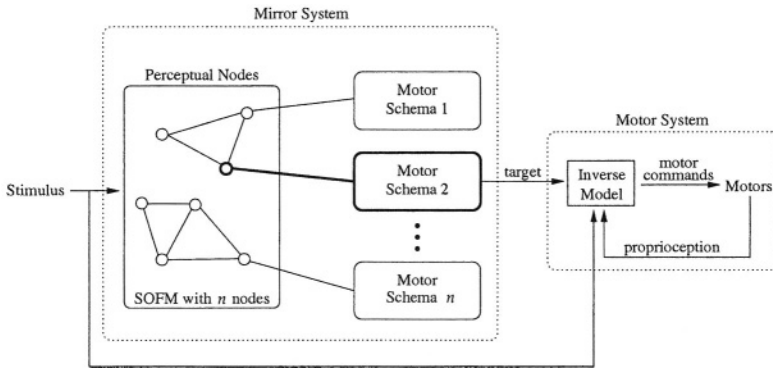 Mirror System
Perceptual Nodes
Motor
Schema 1
Motor System
Motor
Schema 2
target
Inverse
Model
motor
commands
Motors
Stimulus
proprioception
Motor
Schema n
SOFM with n nodes